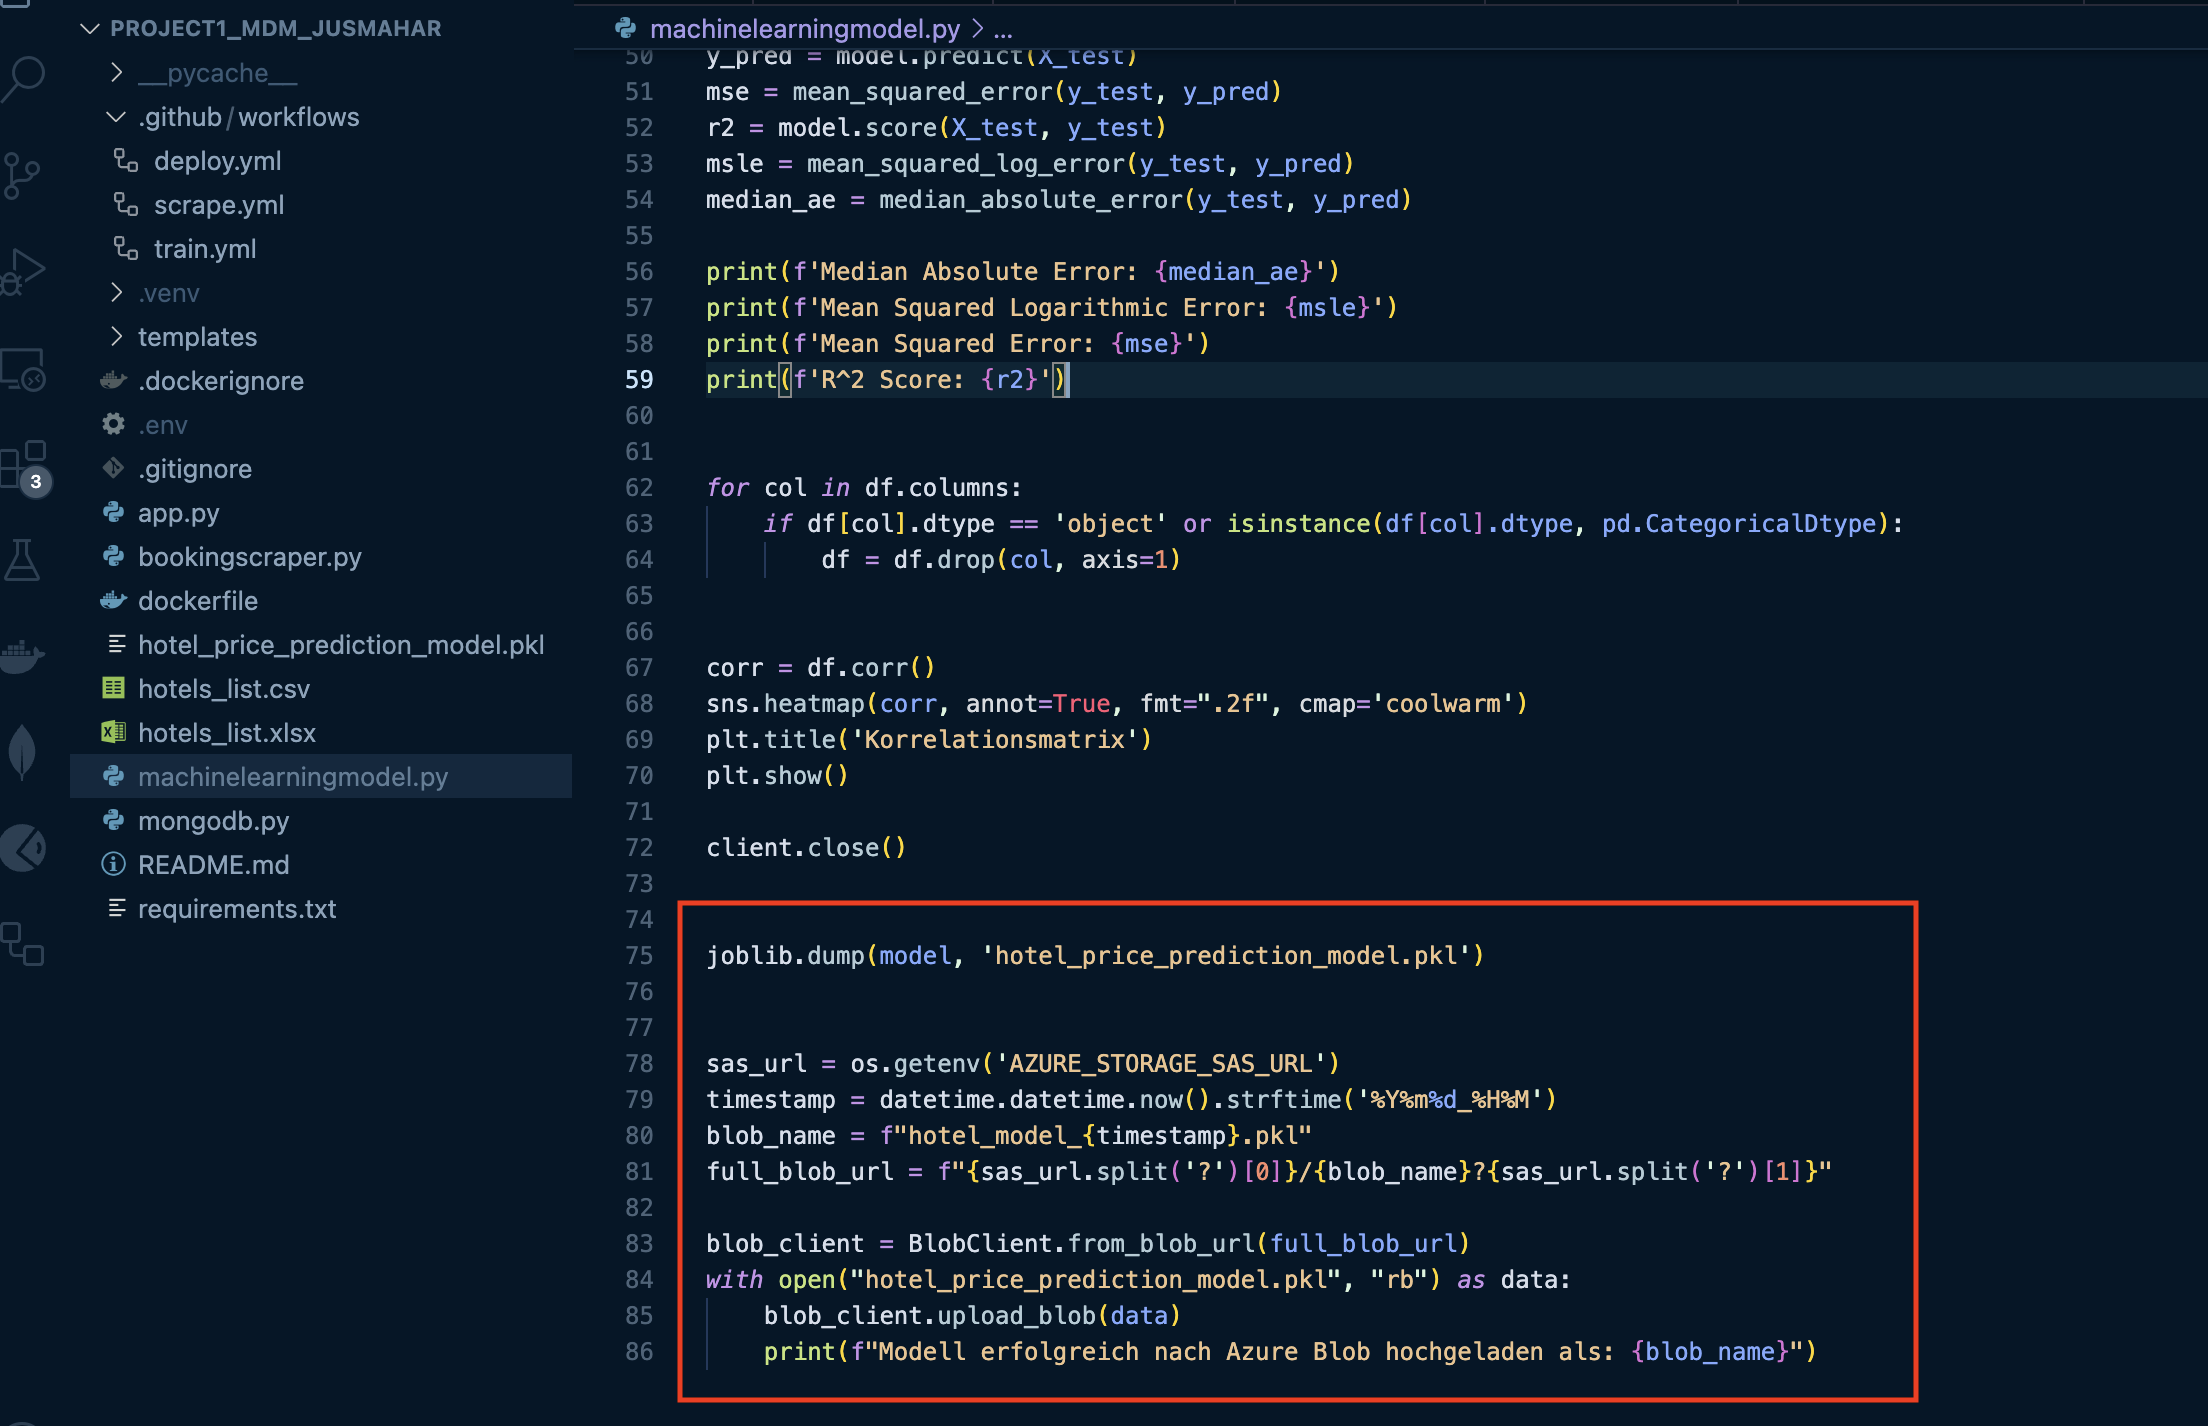 PROJECT1_MDM_JUSMAHAR
__pycache__
.github/workflows
deploy.yml
scrape.yml
train.yml
.venv
templates
.dockerignore
.env
.gitignore
app.py
bookingscraper.py
dockerfile
hotel_price_prediction_model.pkl
hotels_list.csv
hotels_list.xlsx
machinelearningmodel.py
mongodb.py
README.md
requirements.txt
3
machinelearningmodel.py > ...
50 y_pred = model.predict(X_test)
51 mse = mean_squared_error(y_test, y_pred)
52 r2 = model.score(X_test, y_test)
53 msle = mean_squared_log_error(y_test, y_pred)
54 median_ae = median_absolute_error(y_test, y_pred)
55
56 print(f'Median Absolute Error: {median_ae}')
57 print(f'Mean Squared Logarithmic Error: {msle}')
58 print(f'Mean Squared Error: {mse}')
59 print(f'R^2 Score: {r2}')
60
61
62 for col in df.columns:
63     if df[col].dtype == 'object' or isinstance(df[col].dtype, pd.CategoricalDtype):
64         df = df.drop(col, axis=1)
65
66
67 corr = df.corr()
68 sns.heatmap(corr, annot=True, fmt=".2f", cmap='coolwarm')
69 plt.title('Korrelationsmatrix')
70 plt.show()
71
72 client.close()
73
74
75 joblib.dump(model, 'hotel_price_prediction_model.pkl')
76
77
78 sas_url = os.getenv('AZURE_STORAGE_SAS_URL')
79 timestamp = datetime.datetime.now().strftime('%Y%m%d_%H%M')
80 blob_name = f"hotel_model_{timestamp}.pkl"
81 full_blob_url = f"{sas_url.split('?')[0]}/{blob_name}?{sas_url.split('?')[1]}"
82
83 blob_client = BlobClient.from_blob_url(full_blob_url)
84 with open("hotel_price_prediction_model.pkl", "rb") as data:
85     blob_client.upload_blob(data)
86     print(f"Modell erfolgreich nach Azure Blob hochgeladen als: {blob_name}")